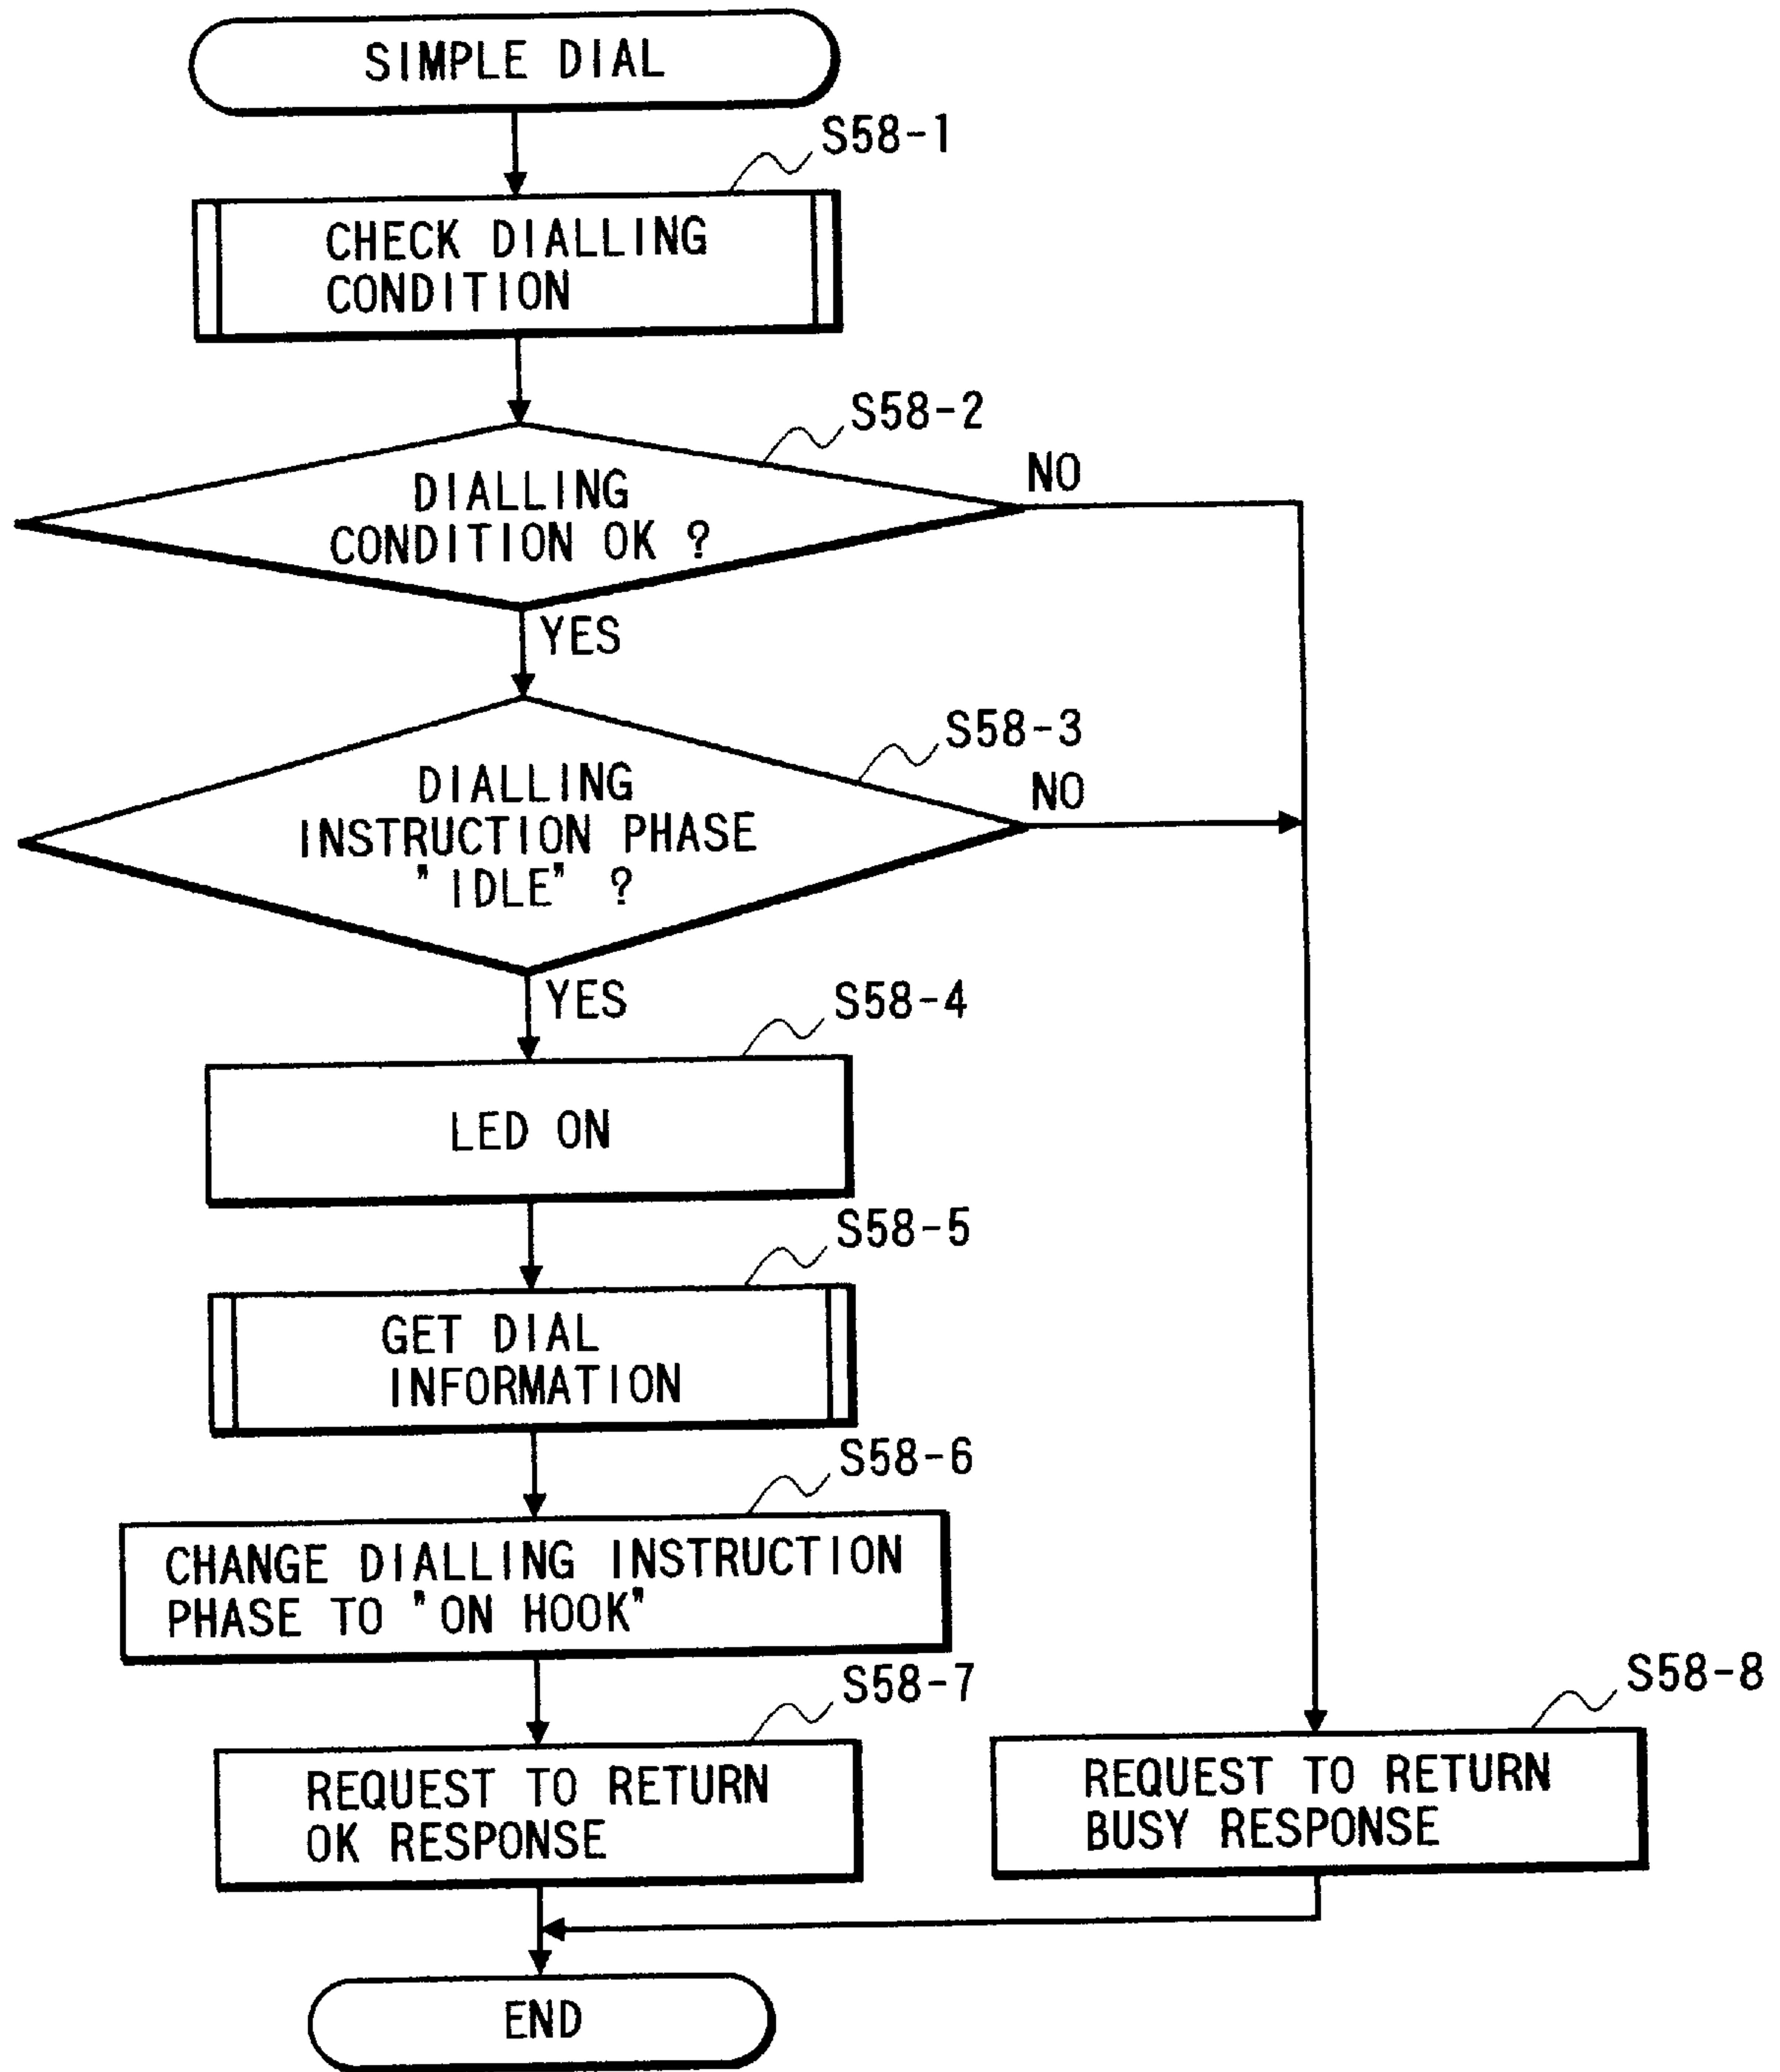 SIMPLE DIAL
S58-1
CHECK DIALLING
CONDITION
S58-2
DIALLING
CONDITION OK ?
NO
YES
S58-3
DIALLING
INSTRUCTION PHASE
"IDLE" ?
NO
YES
S58-4
LED ON
S58-5
GET DIAL
INFORMATION
S58-6
CHANGE DIALLING INSTRUCTION
PHASE TO "ON HOOK"
S58-7
REQUEST TO RETURN
OK RESPONSE
S58-8
REQUEST TO RETURN
BUSY RESPONSE
END